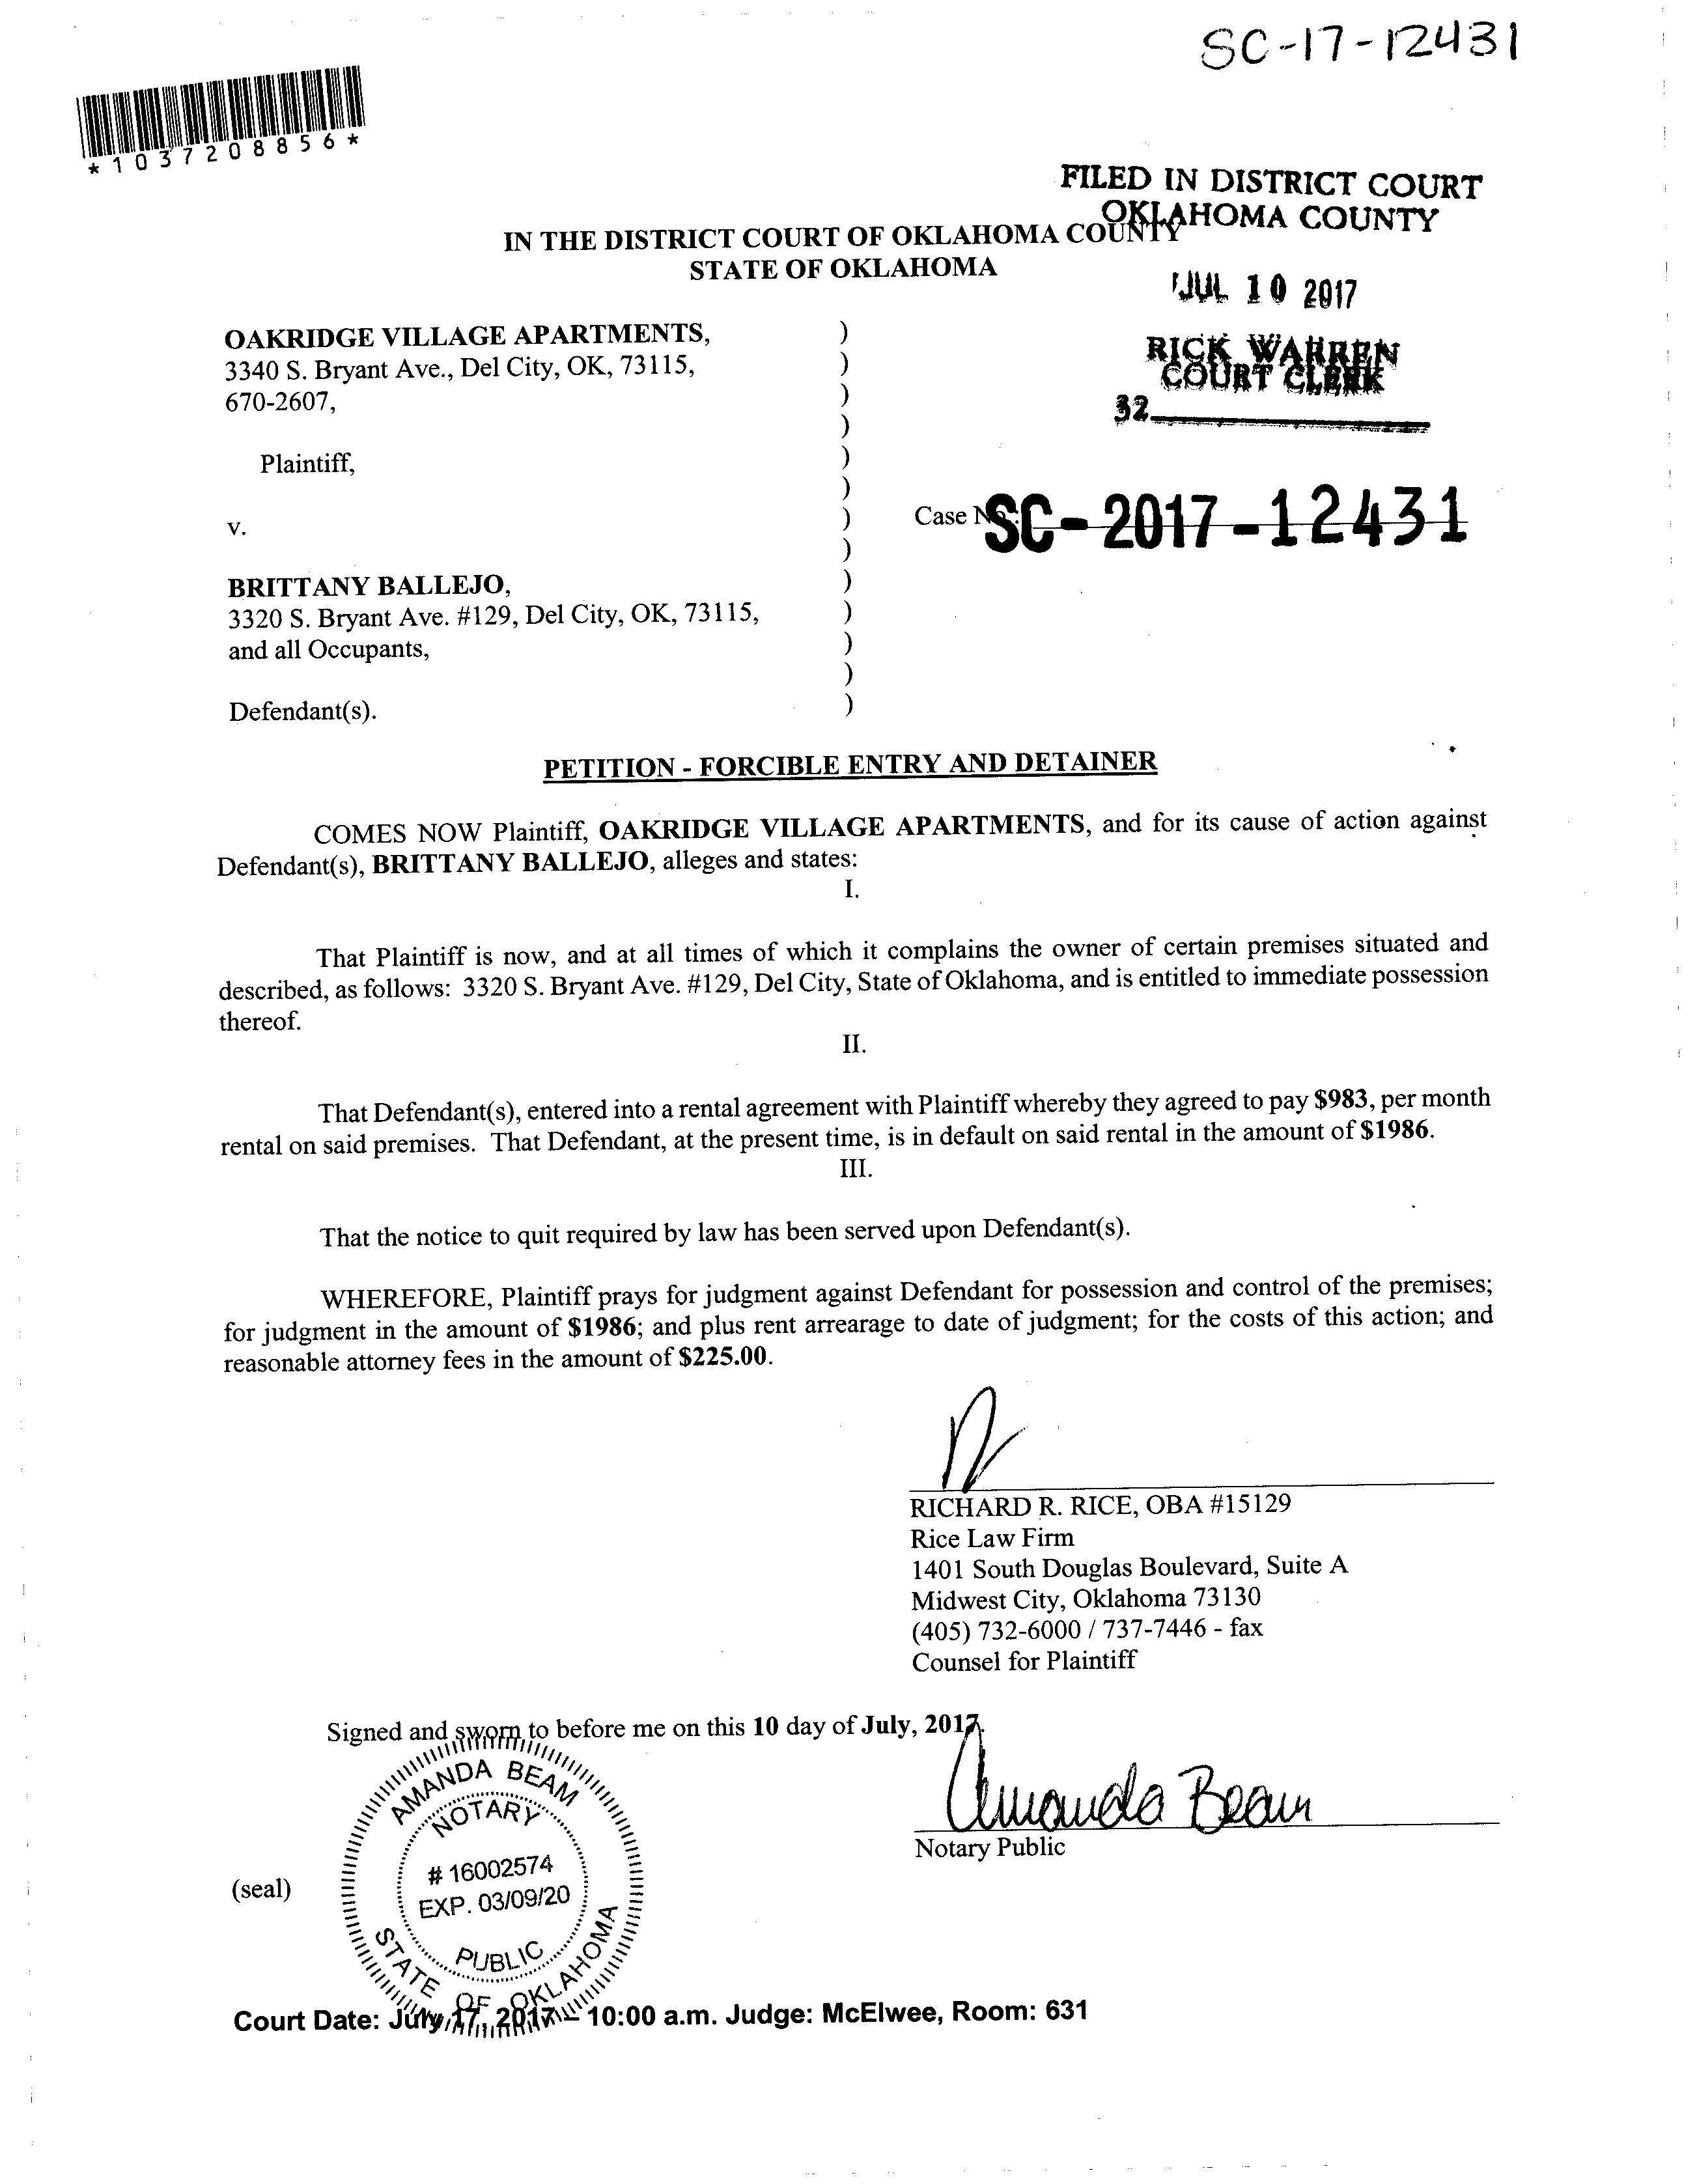 SC-17-12431
*1037208856*
FILED IN DISTRICT COURT
OKLAHOMA COUNTY
IN THE DISTRICT COURT OF OKLAHOMA COUNTY
STATE OF OKLAHOMA
JUL 10 2017
RICK WARREN
COURT CLERK
32
OAKRIDGE VILLAGE APARTMENTS, )
3340 S. Bryant Ave., Del City, OK, 73115, )
670-2607, )
)
Plaintiff, )
)
v. ) Case No.: SC-2017-12431
)
BRITTANY BALLEJO, )
3320 S. Bryant Ave. #129, Del City, OK, 73115, )
and all Occupants, )
)
Defendant(s). )
PETITION - FORCIBLE ENTRY AND DETAINER
COMES NOW Plaintiff, OAKRIDGE VILLAGE APARTMENTS, and for its cause of action against
Defendant(s), BRITTANY BALLEJO, alleges and states:
I.
That Plaintiff is now, and at all times of which it complains the owner of certain premises situated and
described, as follows: 3320 S. Bryant Ave. #129, Del City, State of Oklahoma, and is entitled to immediate possession
thereof.
II.
That Defendant(s), entered into a rental agreement with Plaintiff whereby they agreed to pay $983, per month
rental on said premises. That Defendant, at the present time, is in default on said rental in the amount of $1986.
III.
That the notice to quit required by law has been served upon Defendant(s).
WHEREFORE, Plaintiff prays for judgment against Defendant for possession and control of the premises;
for judgment in the amount of $1986; and plus rent arrearage to date of judgment; for the costs of this action; and
reasonable attorney fees in the amount of $225.00.
RICHARD R. RICE, OBA #15129
Rice Law Firm
1401 South Douglas Boulevard, Suite A
Midwest City, Oklahoma 73130
(405) 732-6000 / 737-7446 - fax
Counsel for Plaintiff
Signed and sworn to before me on this 10 day of July, 2017.
Amanda Beam
Notary Public
(seal)
AMANDA BEAM
NOTARY
# 16002574
EXP. 03/09/20
PUBLIC
STATE OF OKLAHOMA
Court Date: July 17, 2017 - 10:00 a.m. Judge: McElwee, Room: 631